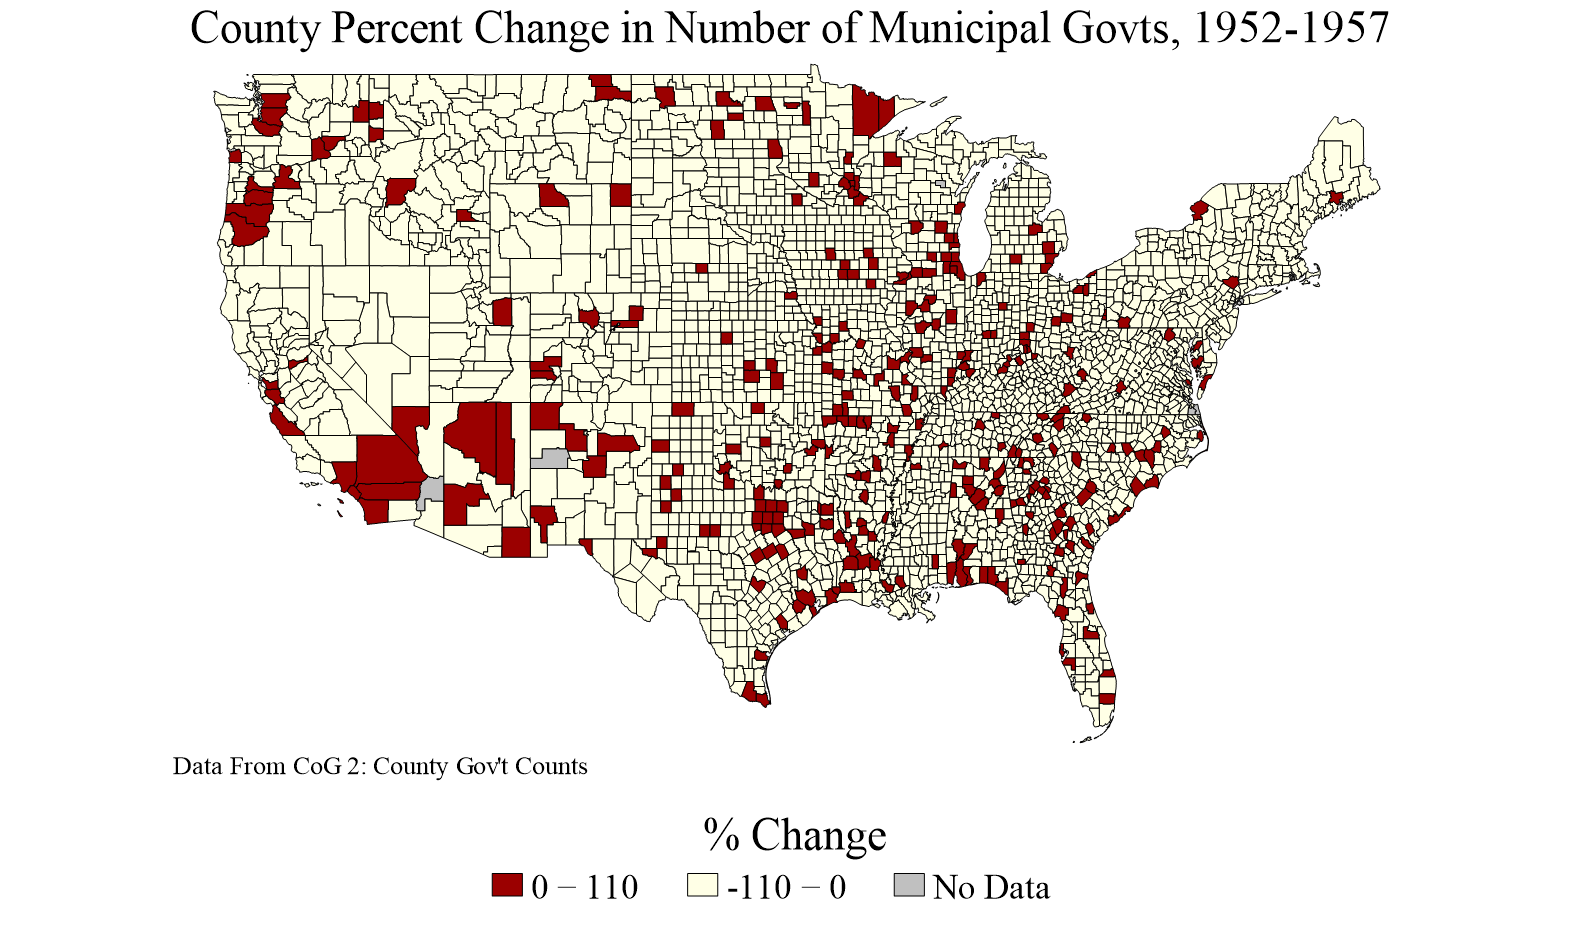 County Percent Change in Number of Municipal Govts, 1952-1957
Data From CoG 2: County Gov't Counts
% Change
0 − 110
-110 − 0
No Data